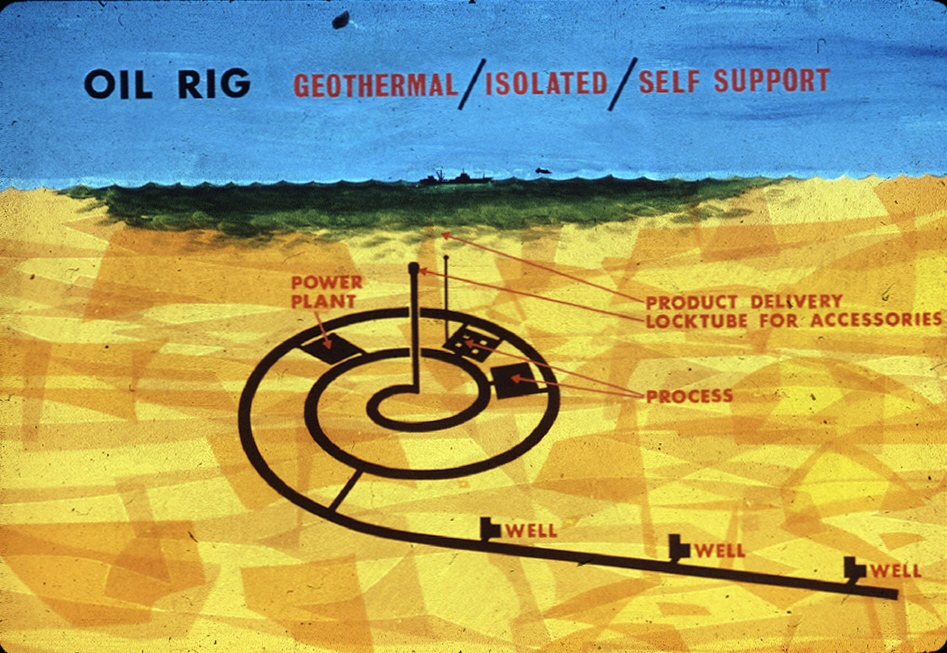 OIL RIG GEOTHERMAL/ISOLATED/SELF SUPPORT
POWER
PLANT
PRODUCT DELIVERY
LOCKTUBE FOR ACCESSORIES
PROCESS
WELL
WELL
WELL